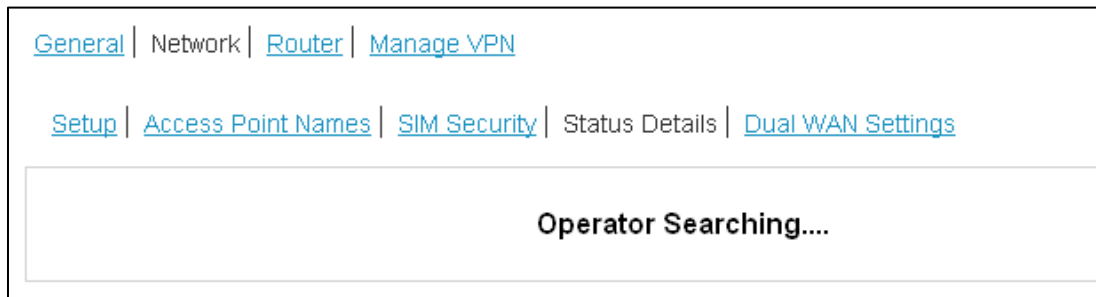 General | Network | Router | Manage VPN
Setup | Access Point Names | SIM Security | Status Details | Dual WAN Settings
Operator Searching....